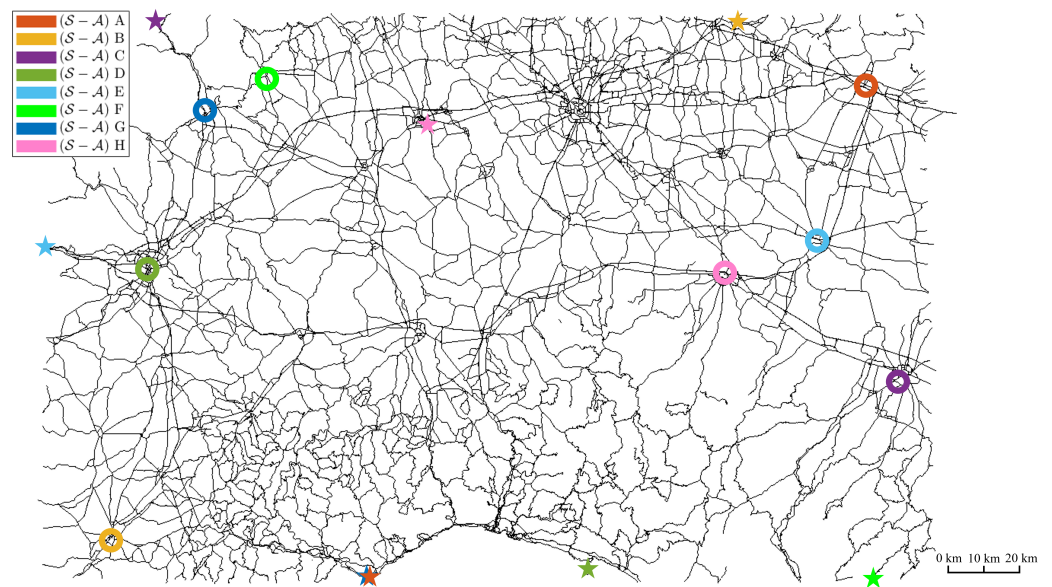 (S − A) A
(S − A) B
(S − A) C
(S − A) D
(S − A) E
(S − A) F
(S − A) G
(S − A) H
0 km 10 km 20 km